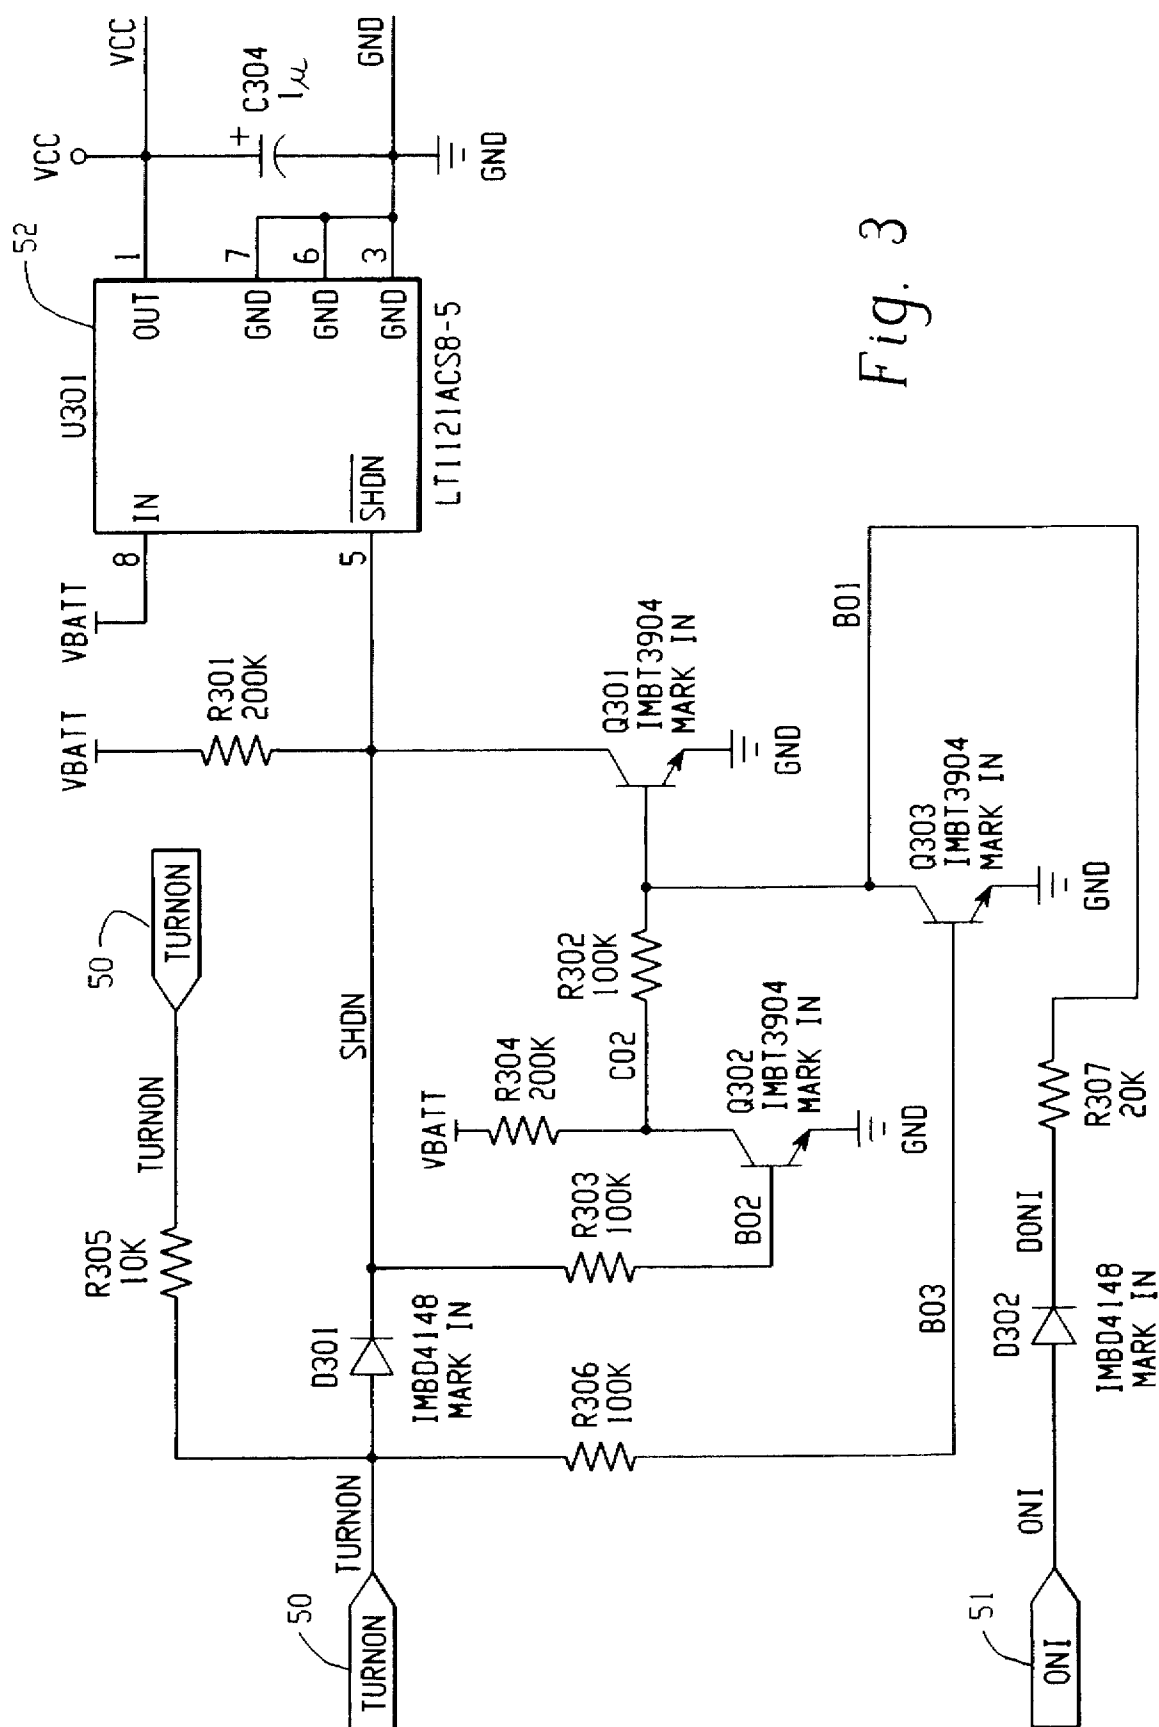 VCC
VCC
C304
+
1μ
GND
GND
52
1
7
6
3
U301
OUT
GND
GND
GND
IN
SHDN
LT1121ACS8-5
8
5
VBATT
VBATT
R301
200K
50
TURNON
TURNON
R305
10K
SHDN
Q301
IMBT3904
MARK IN
GND
R302
100K
C02
VBATT
R304
200K
Q302
IMBT3904
MARK IN
GND
R303
100K
B02
B01
Q303
IMBT3904
MARK IN
GND
D301
IMBD4148
MARK IN
R306
100K
B03
50
TURNON
TURNON
51
ONI
ONI
D302
IMBD4148
MARK IN
DONI
R307
20K
Fig. 3